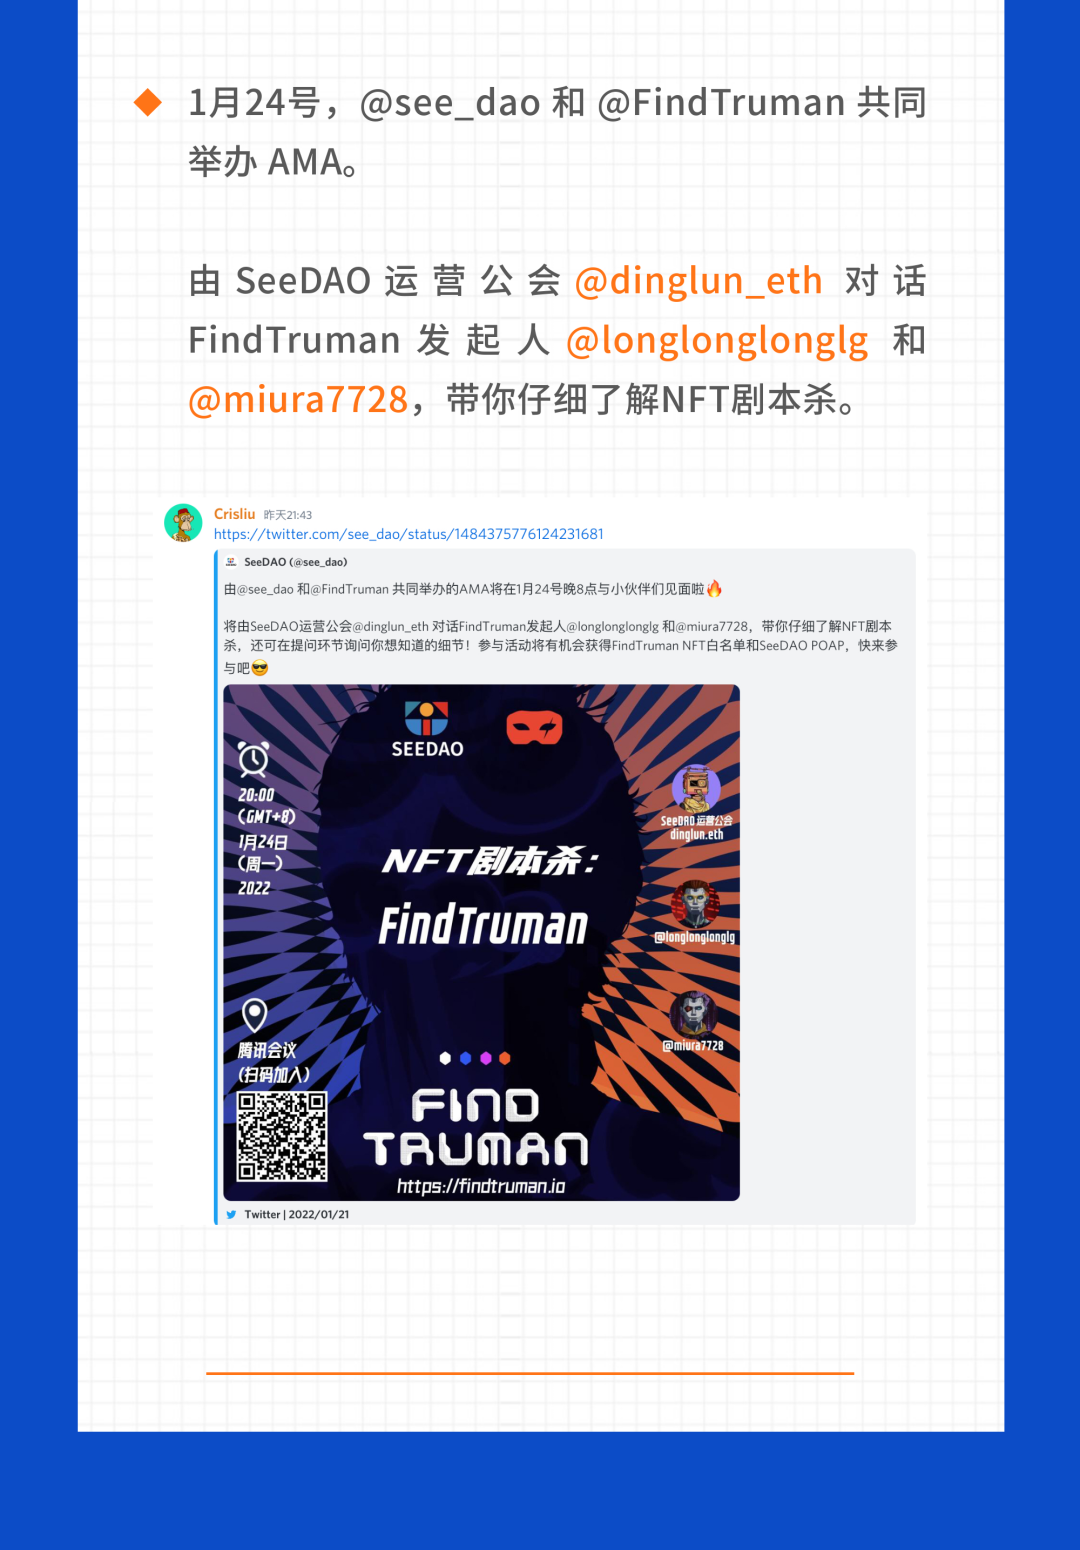 1月24号，@see_dao 和 @FindTruman 共同
举办 AMA。
由 SeeDAO 运营公会 @dinglun_eth 对话
FindTruman 发起人 @longlonglonglg 和
@miura7728，带你仔细了解NFT剧本杀。
Crisliu 昨天21:43
https://twitter.com/see_dao/status/1484375776124231681
SeeDAO (@see_dao)
由@see_dao 和@FindTruman 共同举办的AMA将在1月24号晚8点与小伙伴们见面啦🔥
将由SeeDAO运营公会@dinglun_eth 对话FindTruman发起人@longlonglonglg 和@miura7728，带你仔细了解NFT剧本
杀，还可在提问环节询问你想知道的细节！参与活动将有机会获得FindTruman NFT白名单和SeeDAO POAP，快来参
与吧😎
SEEDAO
20:00
(GMT+8)
1月24日
(周一)
2022
SeeDAO 运营公会
dinglun.eth
NFT剧本杀：
FindTruman
@longlonglonglg
@miura7728
腾讯会议
(扫码加入)
FIND
TRUMAN
https://findtruman.io
Twitter | 2022/01/21